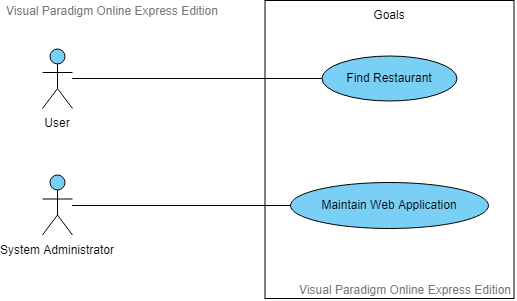 Visual Paradigm Online Express Edition
Goals
Find Restaurant
User
Maintain Web Application
System Administrator
Visual Paradigm Online Express Edition